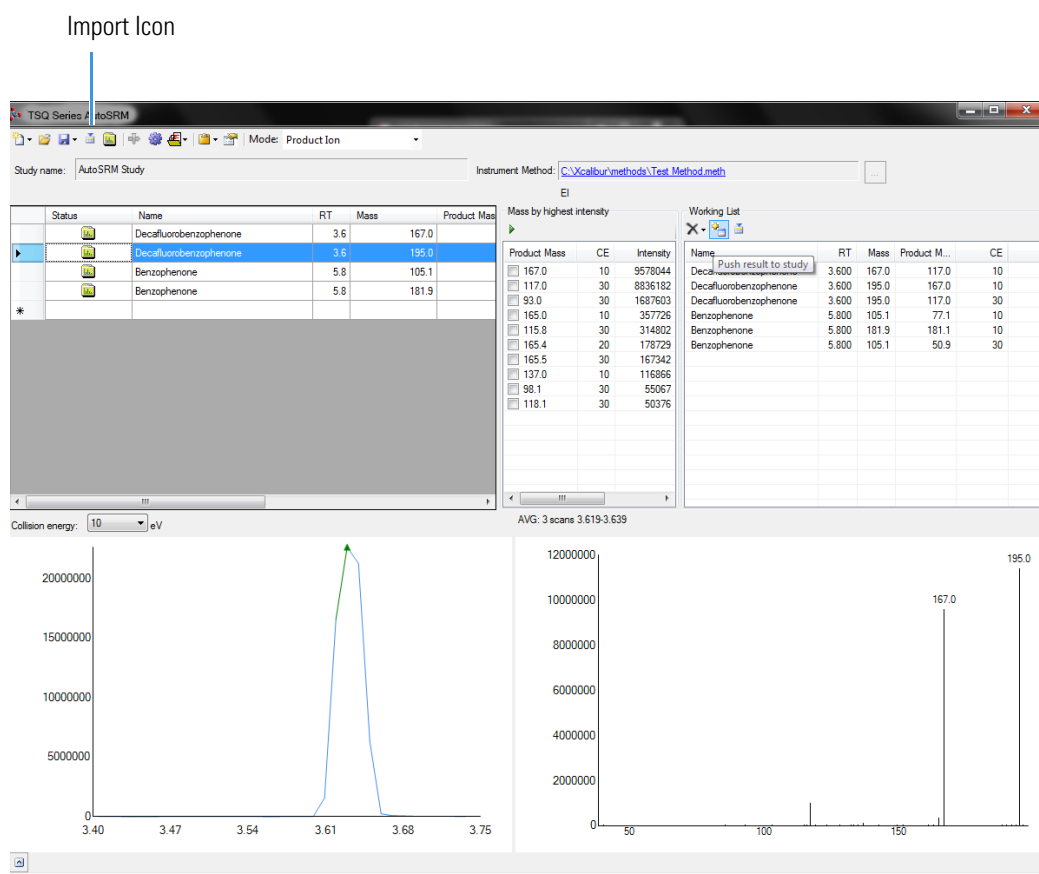 Import Icon
TSQ Series AutoSRM
Mode: Product Ion
Study name: AutoSRM Study Instrument Method: C:\Xcalibur\methods\Test Method.meth ...
EI
Status Name RT Mass Product Mas
Decafluorobenzophenone 3.6 167.0
Decafluorobenzophenone 3.6 195.0
Benzophenone 5.8 105.1
Benzophenone 5.8 181.9
Mass by highest intensity
Product Mass CE Intensity
167.0 10 9578044
117.0 30 8836182
93.0 30 1687603
165.0 10 357726
115.8 30 314802
165.4 20 178729
165.5 30 167342
137.0 10 116866
98.1 30 55067
118.1 30 50376
Working List
Name RT Mass Product M... CE
Push result to study
Decafluorobenzophenone 3.600 167.0 117.0 10
Decafluorobenzophenone 3.600 195.0 167.0 10
Decafluorobenzophenone 3.600 195.0 117.0 30
Benzophenone 5.800 105.1 77.1 10
Benzophenone 5.800 181.9 181.1 10
Benzophenone 5.800 105.1 50.9 30
Collision energy: 10 eV
AVG: 3 scans 3.619-3.639
20000000
15000000
10000000
5000000
0
3.40 3.47 3.54 3.61 3.68 3.75
12000000
195.0
10000000
167.0
8000000
6000000
4000000
2000000
0
50 100 150